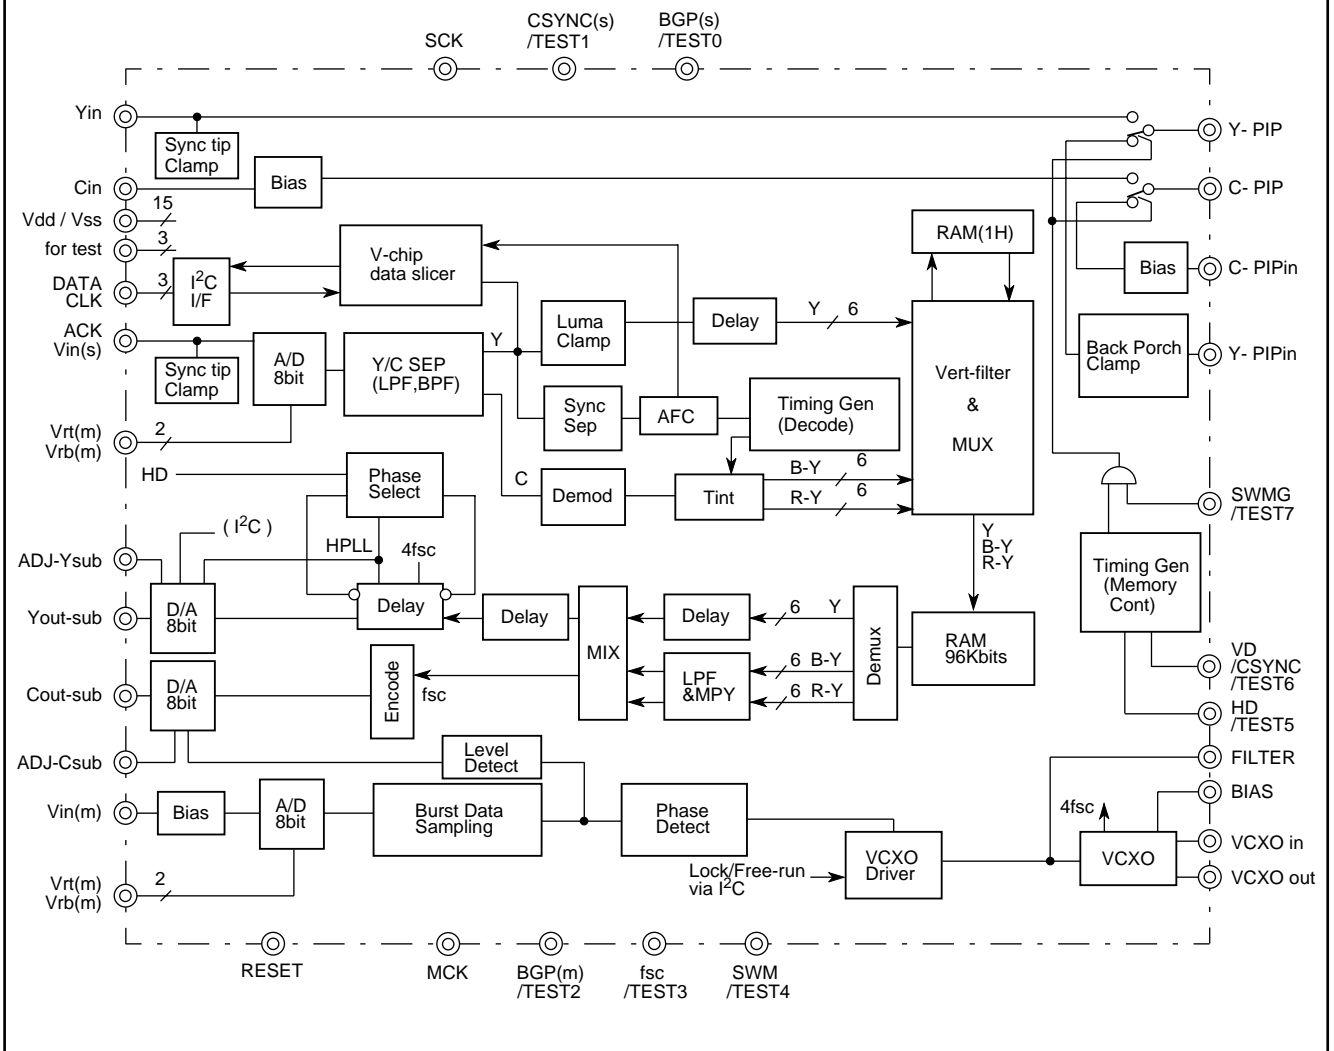 SCK
CSYNC(s)
/TEST1
BGP(s)
/TEST0
Yin
Sync tip
Clamp
Y- PIP
Cin
Bias
C- PIP
Vdd / Vss
15
for test
3
DATA
CLK
3
I2C
I/F
V-chip
data slicer
RAM(1H)
Bias
C- PIPin
ACK
Vin(s)
Sync tip
Clamp
A/D
8bit
Y/C SEP
(LPF,BPF)
Y
Luma
Clamp
Delay
Y
6
Vert-filter
&
MUX
Back Porch
Clamp
Y- PIPin
Vrt(m)
Vrb(m)
2
Sync
Sep
AFC
Timing Gen
(Decode)
HD
Phase
Select
C
Demod
Tint
B-Y
6
R-Y
6
SWMG
/TEST7
( I2C )
ADJ-Ysub
HPLL
4fsc
Y
B-Y
R-Y
Timing Gen
(Memory
Cont)
Yout-sub
D/A
8bit
Delay
Delay
MIX
Delay
6
Y
Demux
RAM
96Kbits
VD
/CSYNC
/TEST6
Cout-sub
D/A
8bit
Encode
fsc
LPF
&MPY
6
B-Y
6
R-Y
HD
/TEST5
ADJ-Csub
Level
Detect
FILTER
Vin(m)
Bias
A/D
8bit
Burst Data
Sampling
Phase
Detect
4fsc
BIAS
Lock/Free-run
via I2C
VCXO
Driver
VCXO
VCXO in
VCXO out
Vrt(m)
Vrb(m)
2
RESET
MCK
BGP(m)
/TEST2
fsc
/TEST3
SWM
/TEST4